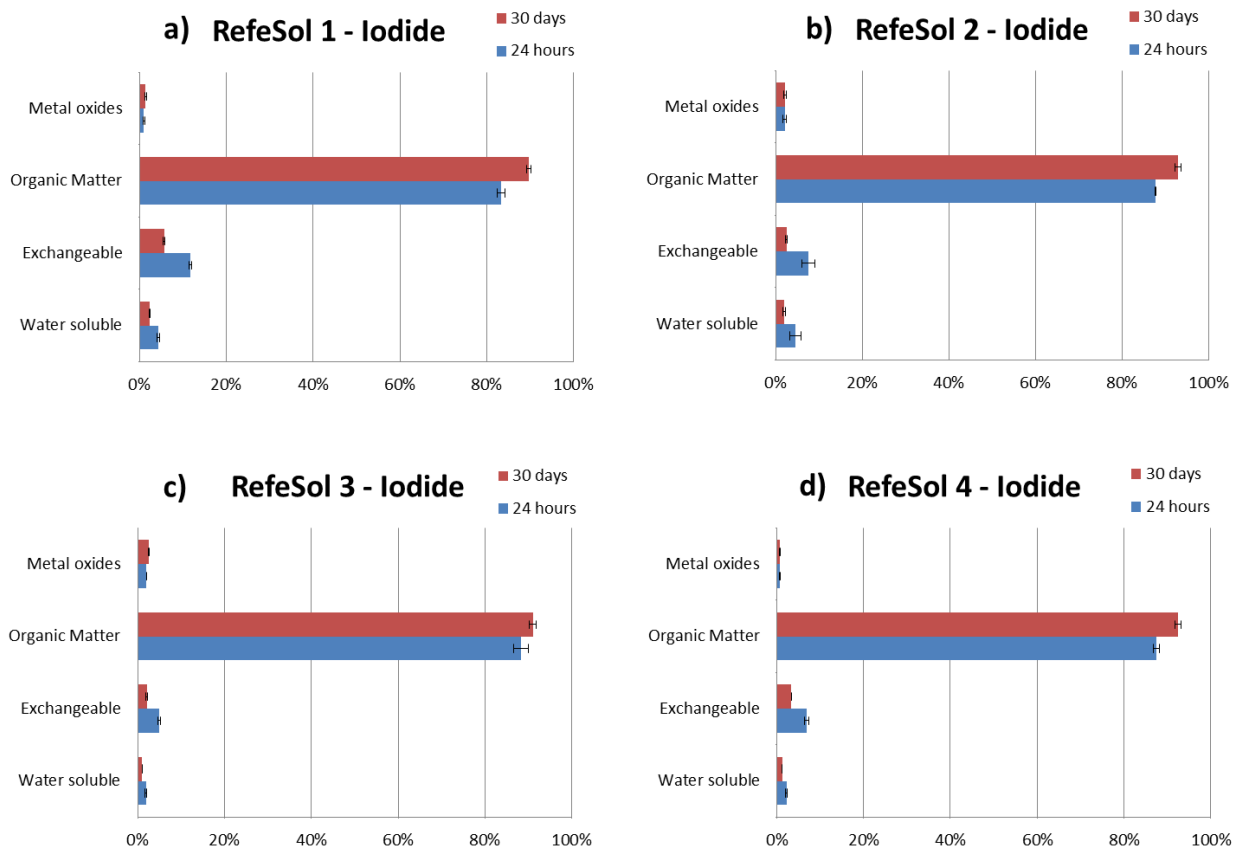 a) RefeSol 1 - Iodide
30 days
24 hours
Metal oxides
Organic Matter
Exchangeable
Water soluble
0% 20% 40% 60% 80% 100%
b) RefeSol 2 - Iodide
30 days
24 hours
Metal oxides
Organic Matter
Exchangeable
Water soluble
0% 20% 40% 60% 80% 100%
c) RefeSol 3 - Iodide
30 days
24 hours
Metal oxides
Organic Matter
Exchangeable
Water soluble
0% 20% 40% 60% 80% 100%
d) RefeSol 4 - Iodide
30 days
24 hours
Metal oxides
Organic Matter
Exchangeable
Water soluble
0% 20% 40% 60% 80% 100%